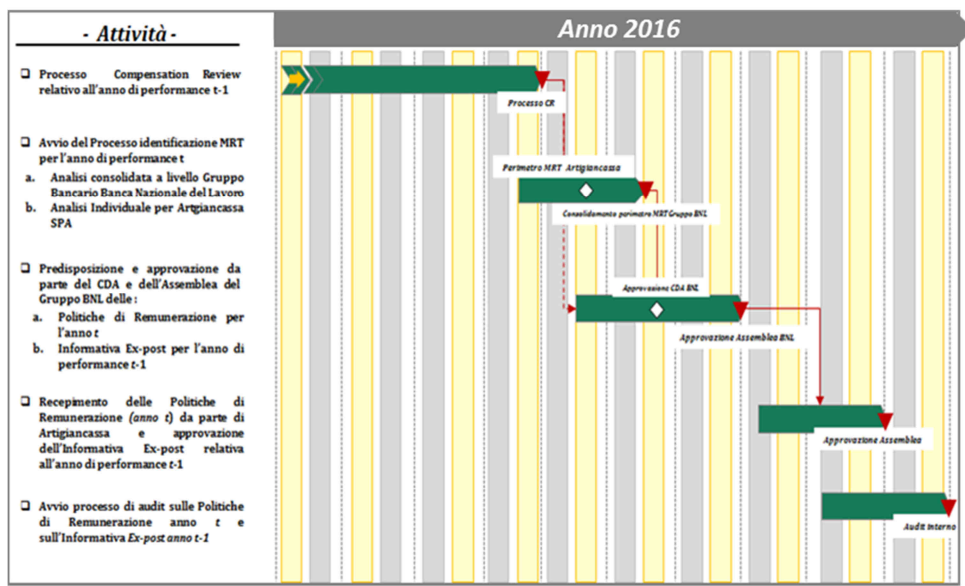 - Attività -
Anno 2016
❑ Processo Compensation Review
relativo all'anno di performance t-1
Processo CR
❑ Avvio del Processo identificazione MRT
per l'anno di performance t
a. Analisi consolidata a livello Gruppo
Bancario Banca Nazionale del Lavoro
b. Analisi Individuale per Artgiancassa
SPA
Perimetro MRT Artigiancassa
Consolidamento perimetro MRT Gruppo BNL
❑ Predisposizione e approvazione da
parte del CDA e dell'Assemblea del
Gruppo BNL delle :
a. Politiche di Remunerazione per
l'anno t
b. Informativa Ex-post per l'anno di
performance t-1
Approvazione CDA BNL
Approvazione Assemblea BNL
❑ Recepimento delle Politiche di
Remunerazione (anno t) da parte di
Artigiancassa e approvazione
dell'Informativa Ex-post relativa
all'anno di performance t-1
Approvazione Assemblea
❑ Avvio processo di audit sulle Politiche
di Remunerazione anno t e
sull'Informativa Ex-post anno t-1
Audit Interno